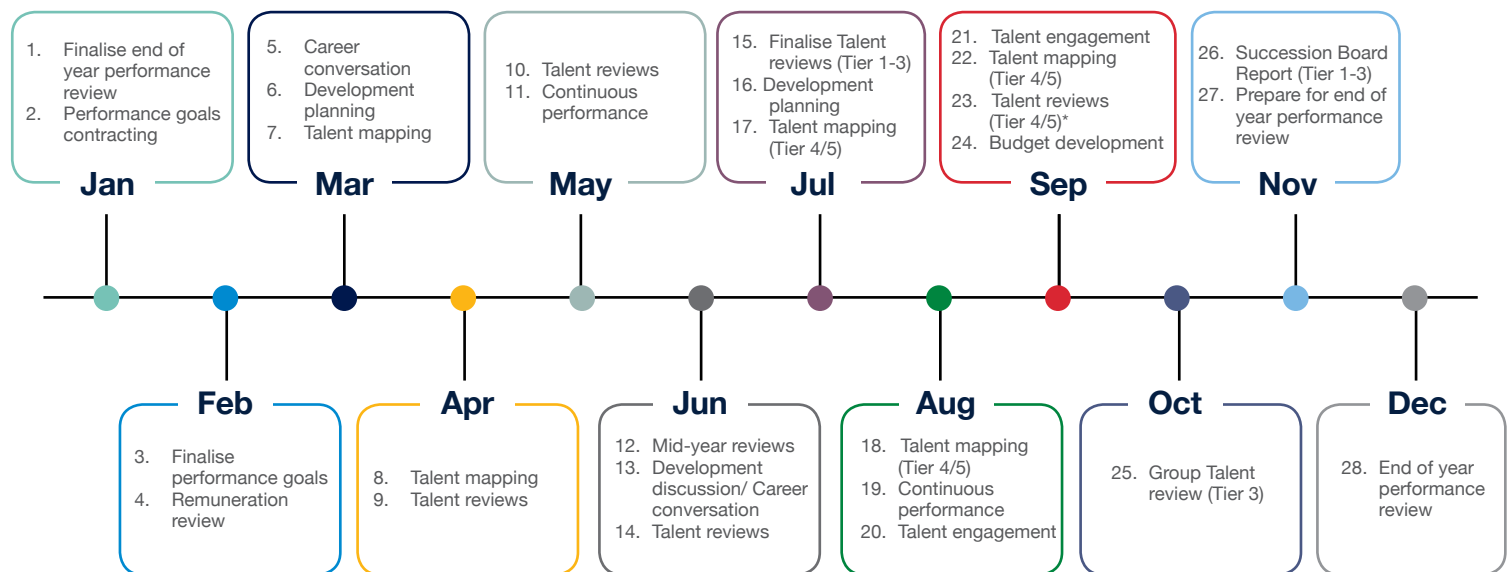 1. Finalise end of
year performance
review
2. Performance goals
contracting
Jan
5. Career
conversation
6. Development
planning
7. Talent mapping
Mar
10. Talent reviews
11. Continuous
performance
May
15. Finalise Talent
reviews (Tier 1-3)
16. Development
planning
17. Talent mapping
(Tier 4/5)
Jul
21. Talent engagement
22. Talent mapping
(Tier 4/5)
23. Talent reviews
(Tier 4/5)*
24. Budget development
Sep
26. Succession Board
Report (Tier 1-3)
27. Prepare for end of
year performance
review
Nov
Feb
3. Finalise
performance goals
4. Remuneration
review
Apr
8. Talent mapping
9. Talent reviews
Jun
12. Mid-year reviews
13. Development
discussion/ Career
conversation
14. Talent reviews
Aug
18. Talent mapping
(Tier 4/5)
19. Continuous
performance
20. Talent engagement
Oct
25. Group Talent
review (Tier 3)
Dec
28. End of year
performance
review